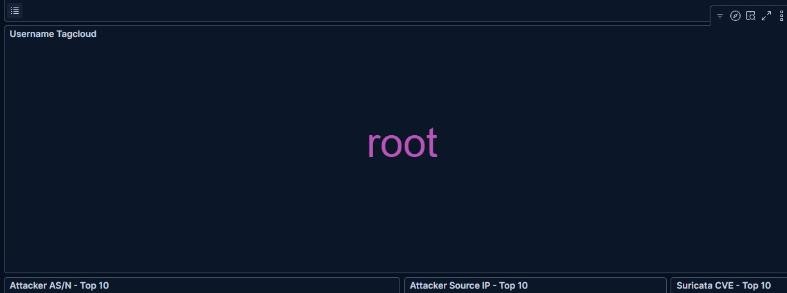 Username Tagcloud
root
Attacker AS/N - Top 10
Attacker Source IP - Top 10
Suricata CVE - Top 10